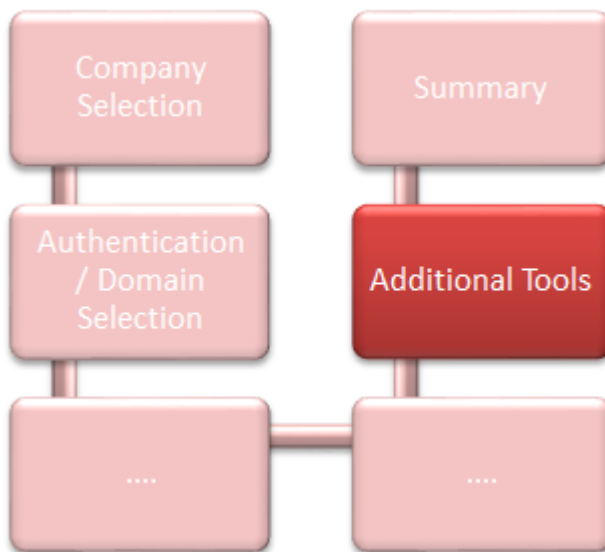 Company
Selection
Authentication
/ Domain
Selection
....
....
Additional Tools
Summary